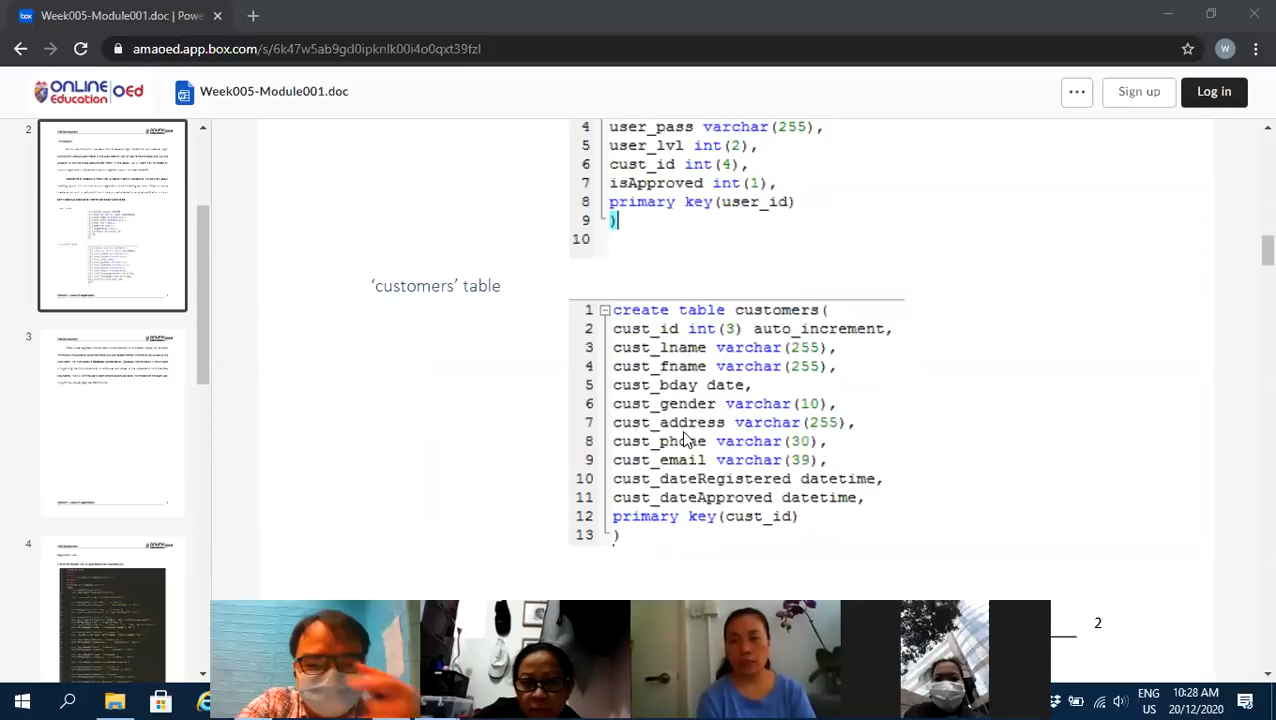 Week005-Module001.doc | Pow
amaoed.app.box.com/s/6k47w5ab9gd0ipknlk00i4o0qxt39fzl
W
ONLINE Education OEd
Week005-Module001.doc
Sign up
Log in
2
3
4
4 user_pass varchar(255),
5 user_lvl int(2),
6 cust_id int(4),
7 isApproved int(1),
8 primary key(user_id)
9 )
10
‘customers’ table
1 create table customers(
2 cust_id int(3) auto_increment,
3 cust_lname varchar(255)
4 cust_fname varchar(255),
5 cust_bday date,
6 cust_gender varchar(10),
7 cust_address varchar(255),
8 cust_phone varchar(30),
9 cust_email varchar(39),
10 cust_dateRegistered datetime,
11 cust_dateApproved datetime,
12 primary key(cust_id)
13 )
2
ENG
US
10:28 AM
20/12/2020